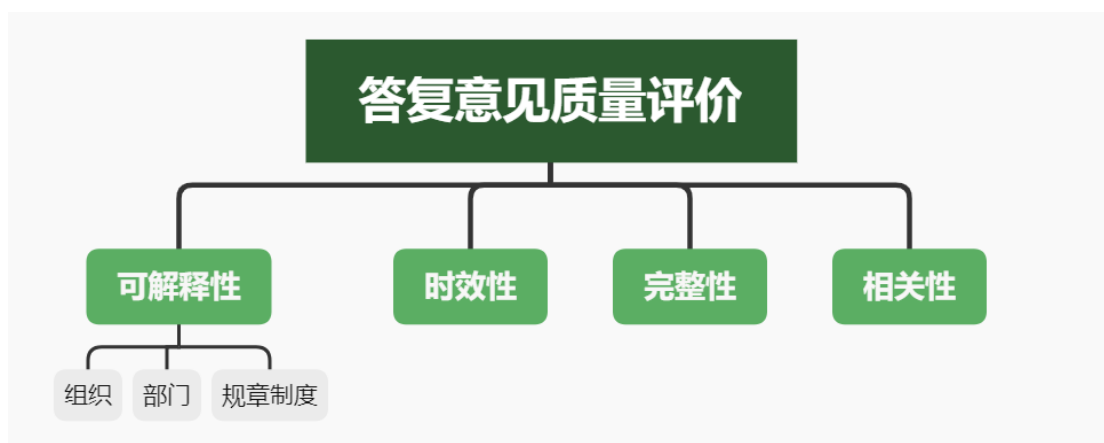 答复意见质量评价
可解释性
时效性
完整性
相关性
组织
部门
规章制度